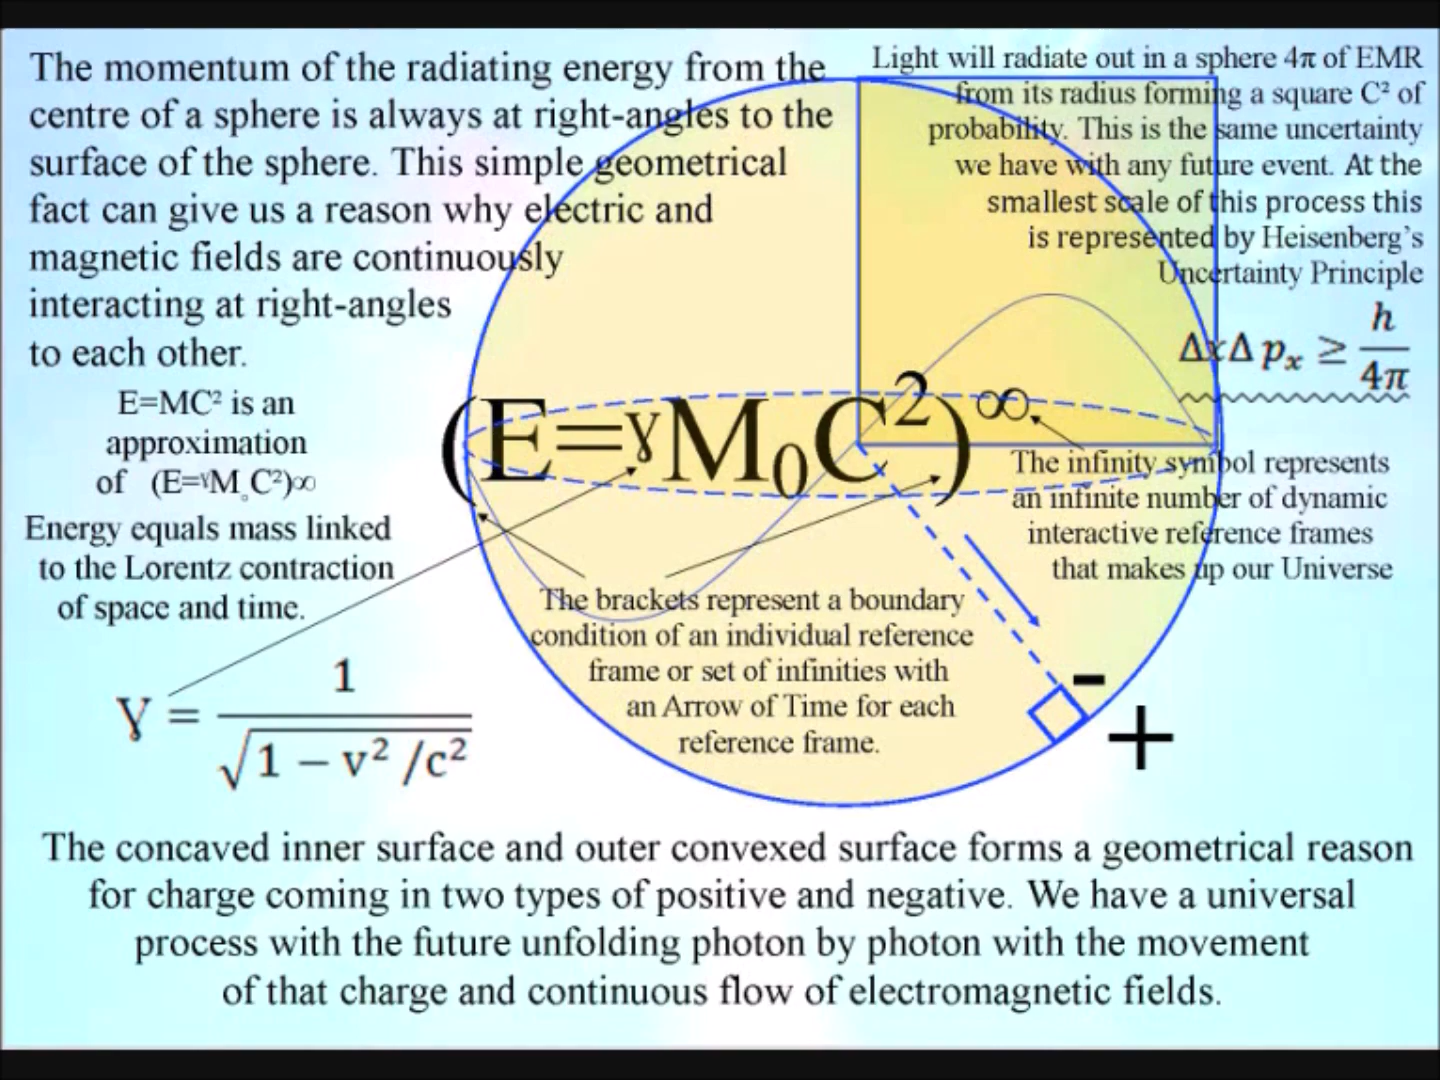 The momentum of the radiating energy from the
centre of a sphere is always at right-angles to the
surface of the sphere. This simple geometrical
fact can give us a reason why electric and
magnetic fields are continuously
interacting at right-angles
to each other.
Light will radiate out in a sphere 4π of EMR
from its radius forming a square C² of
probability. This is the same uncertainty
we have with any future event. At the
smallest scale of this process this
is represented by Heisenberg's
Uncertainty Principle
ΔxΔpₓ ≥ h/4π
E=MC² is an
approximation
of (E=ˠM˳C²)∞
(E=ɣM₀C²)∞
Energy equals mass linked
to the Lorentz contraction
of space and time.
The infinity symbol represents
an infinite number of dynamic
interactive reference frames
that makes up our Universe
The brackets represent a boundary
condition of an individual reference
frame or set of infinities with
an Arrow of Time for each
reference frame.
ɣ = 1/√1 − v²/c²
-
+
The concaved inner surface and outer convexed surface forms a geometrical reason
for charge coming in two types of positive and negative. We have a universal
process with the future unfolding photon by photon with the movement
of that charge and continuous flow of electromagnetic fields.